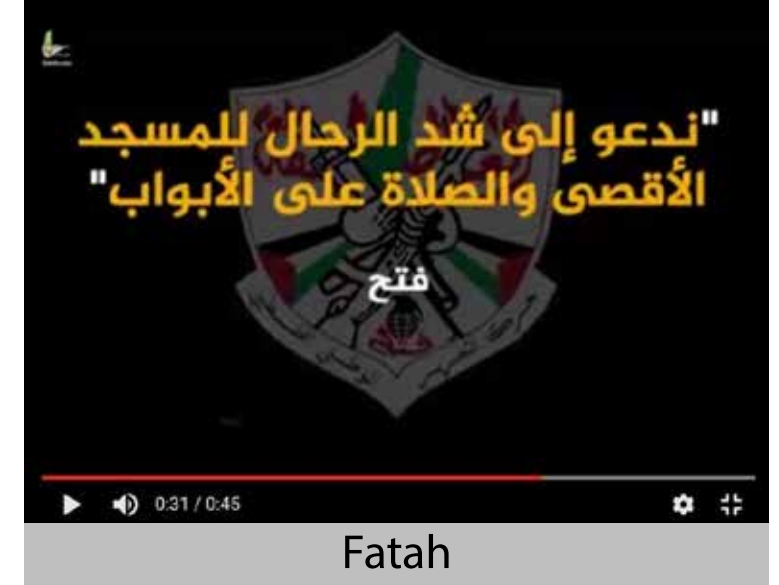 "ندعو إلى شد الرحال للمسجد
الأقصى والصلاة على الأبواب"
فتح
0:31 / 0:45
Fatah